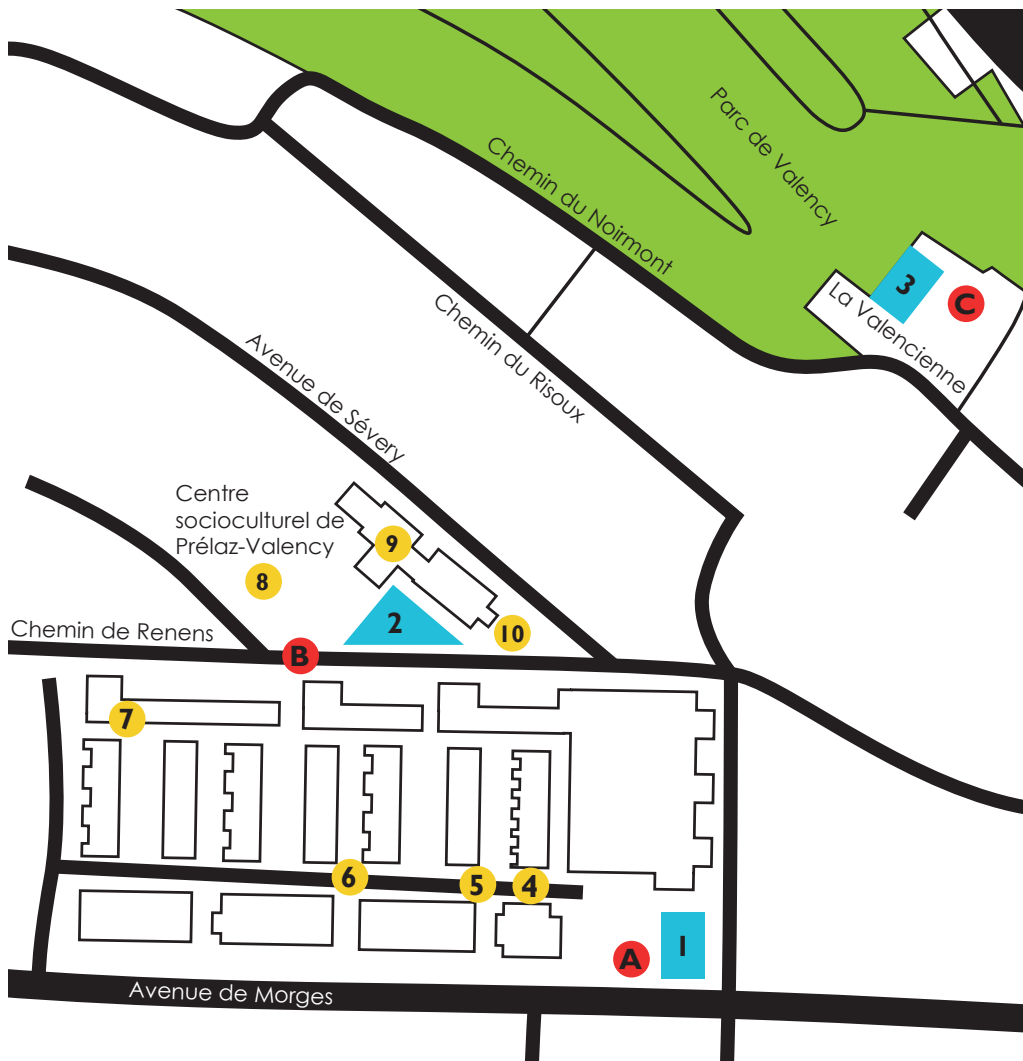 Parc de Valency
Chemin du Noirmont
3
C
La Valencienne
Chemin du Risoux
Avenue de Sévery
Centre
socioculturel de
Prélaz-Valency
9
8
2
10
Chemin de Renens
B
7
6
5
4
A
1
Avenue de Morges